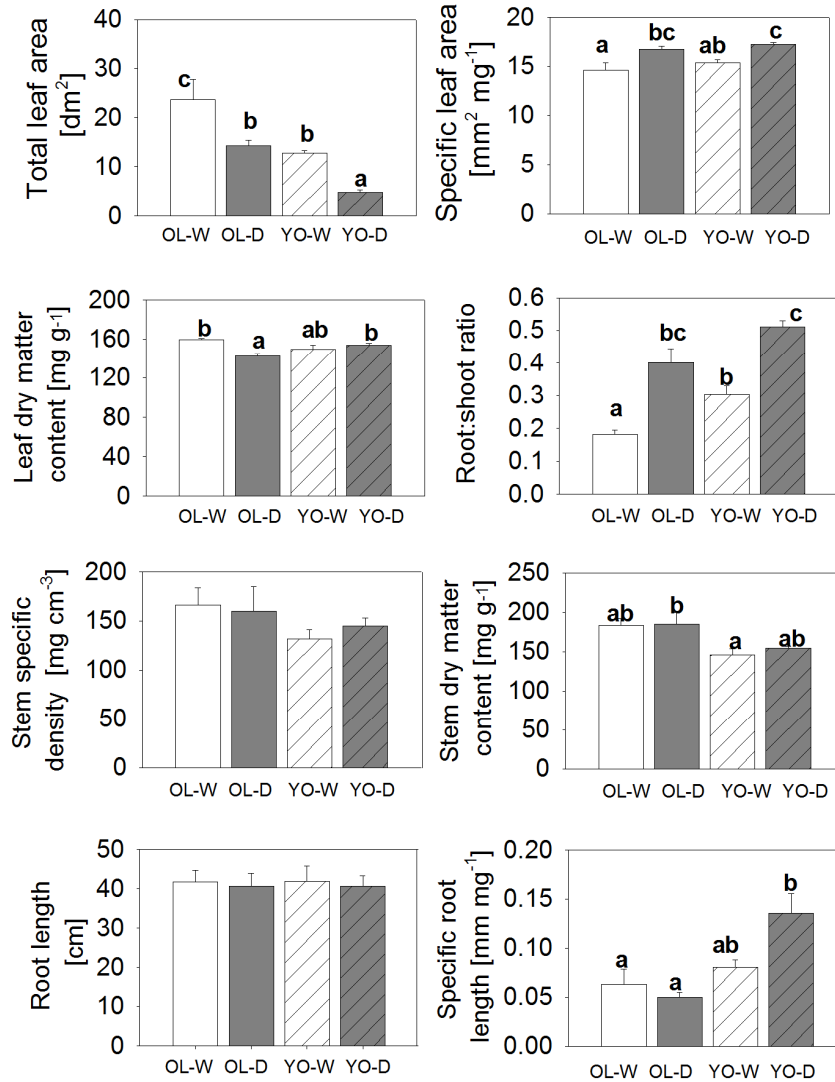 Total leaf area
[dm²]
40
30
20
10
0
c
b
b
a
OL-W OL-D YO-W YO-D
Specific leaf area
[mm² mg⁻¹]
20
15
10
5
0
a
bc
ab
c
OL-W OL-D YO-W YO-D
Leaf dry matter
content [mg g⁻¹]
200
160
120
80
40
0
b
a
ab
b
OL-W OL-D YO-W YO-D
Root:shoot ratio
0.6
0.5
0.4
0.3
0.2
0.1
0.0
a
bc
b
c
OL-W OL-D YO-W YO-D
Stem specific
density [mg cm⁻³]
200
150
100
50
0
OL-W OL-D YO-W YO-D
Stem dry matter
content [mg g⁻¹]
250
200
150
100
50
0
ab
b
a
ab
OL-W OL-D YO-W YO-D
Root length
[cm]
50
40
30
20
10
0
OL-W OL-D YO-W YO-D
Specific root
length [mm mg⁻¹]
0.20
0.15
0.10
0.05
0.00
a
a
ab
b
OL-W OL-D YO-W YO-D